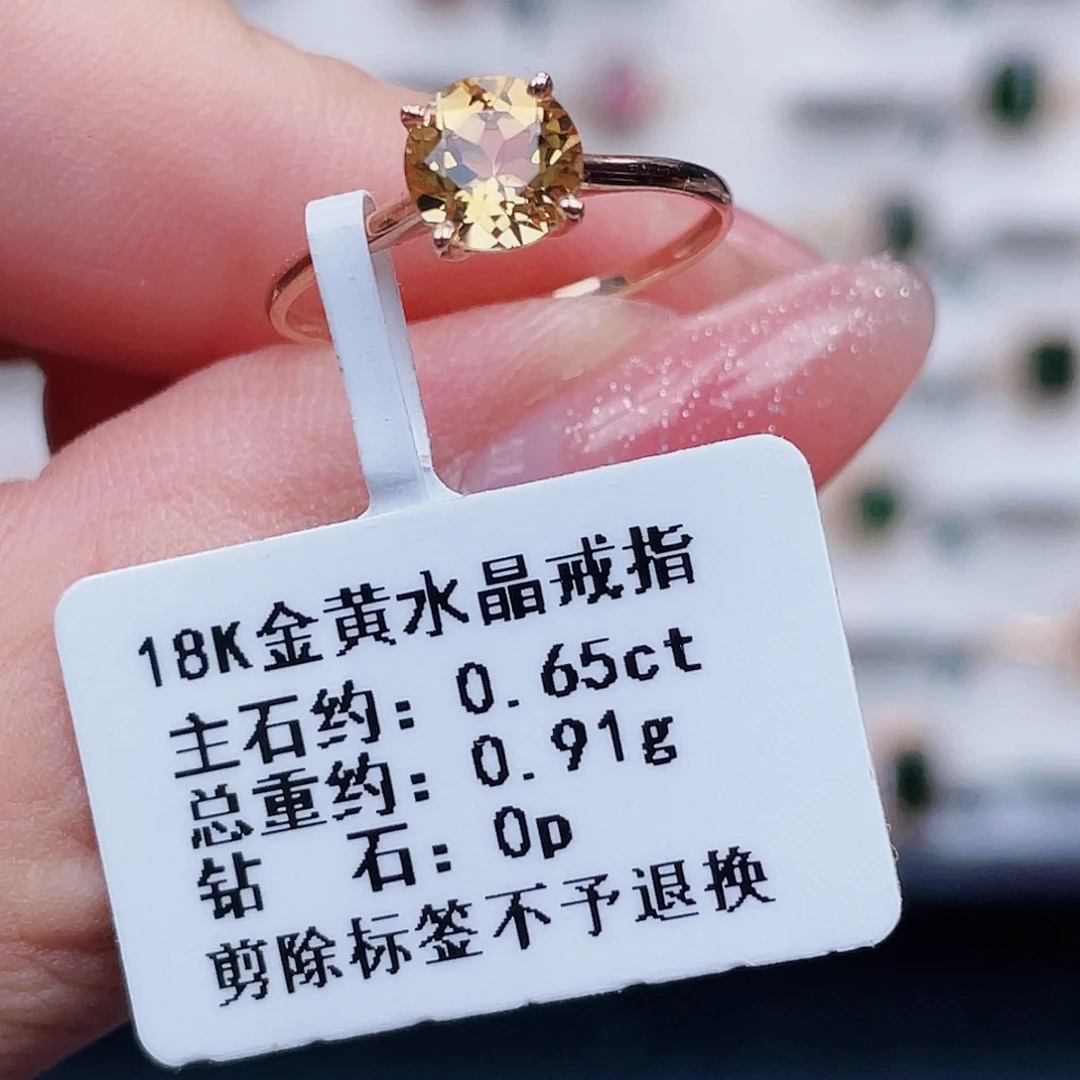 18K金黄水晶戒指
主石约：0.65ct
总重约：0.91g
钻 石：0p
剪除标签不予退换